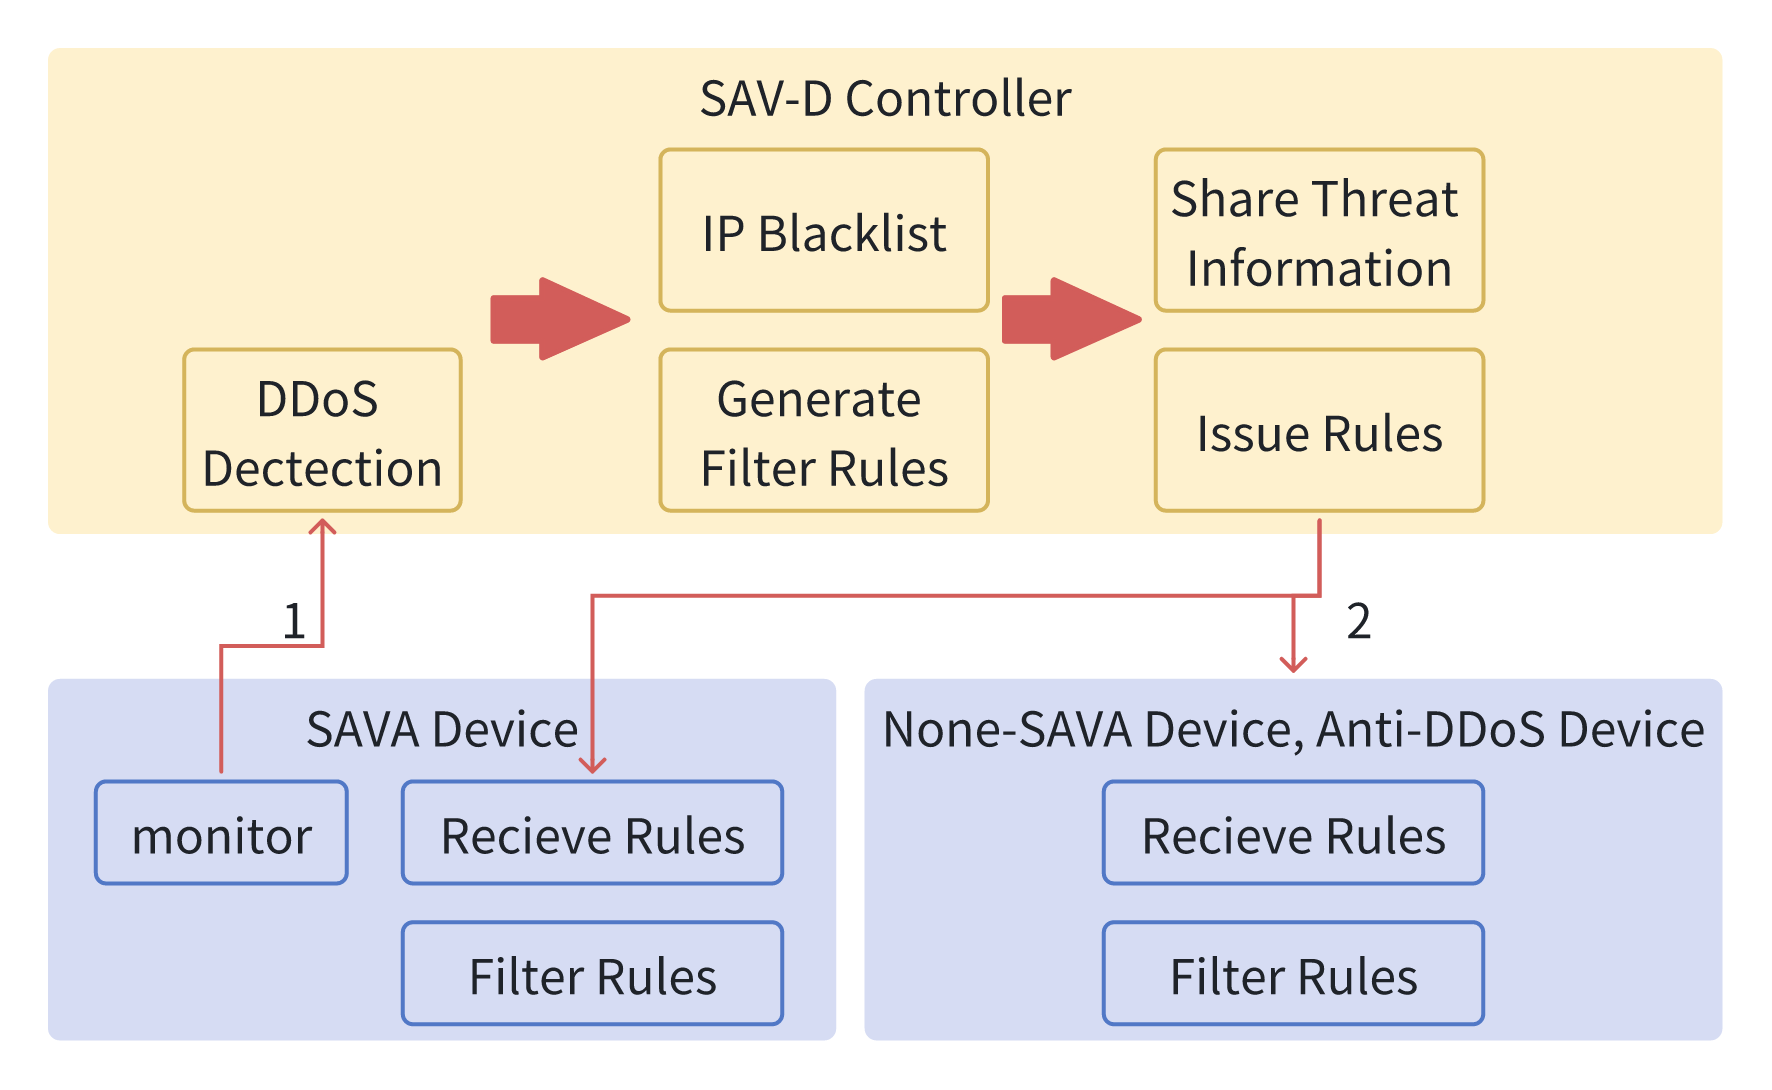 SAV-D Controller
IP Blacklist
Share Threat
Information
DDoS
Dectection
Generate
Filter Rules
Issue Rules
1
2
SAVA Device
monitor
Recieve Rules
Filter Rules
None-SAVA Device, Anti-DDoS Device
Recieve Rules
Filter Rules